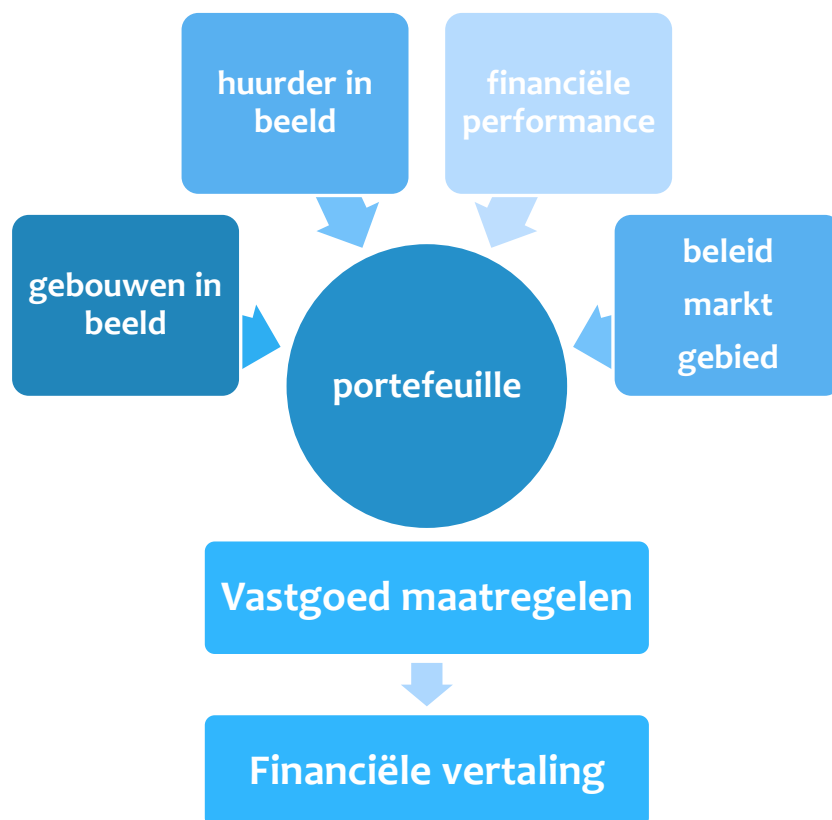 huurder in
beeld
financiële
performance
gebouwen in
beeld
beleid
markt
gebied
portefeuille
Vastgoed maatregelen
Financiële vertaling